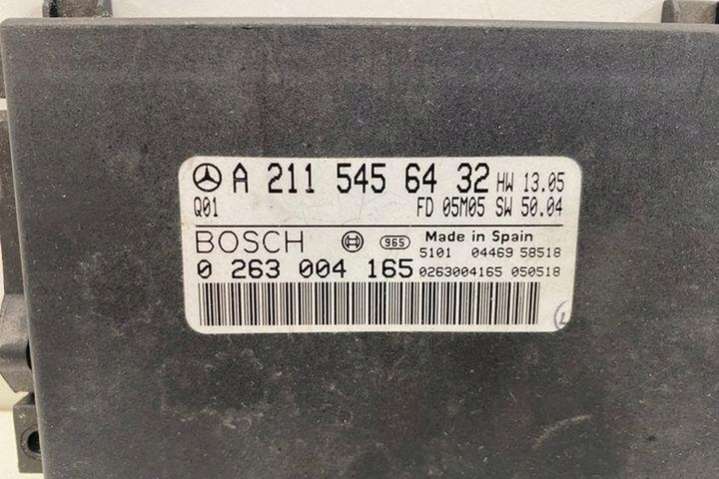 A 211 545 64 32 HW 13.05
Q01 FD 05M05 SW 50.04
BOSCH 965 Made in Spain
5101 04469 58518
0 263 004 165 0263004165 050518